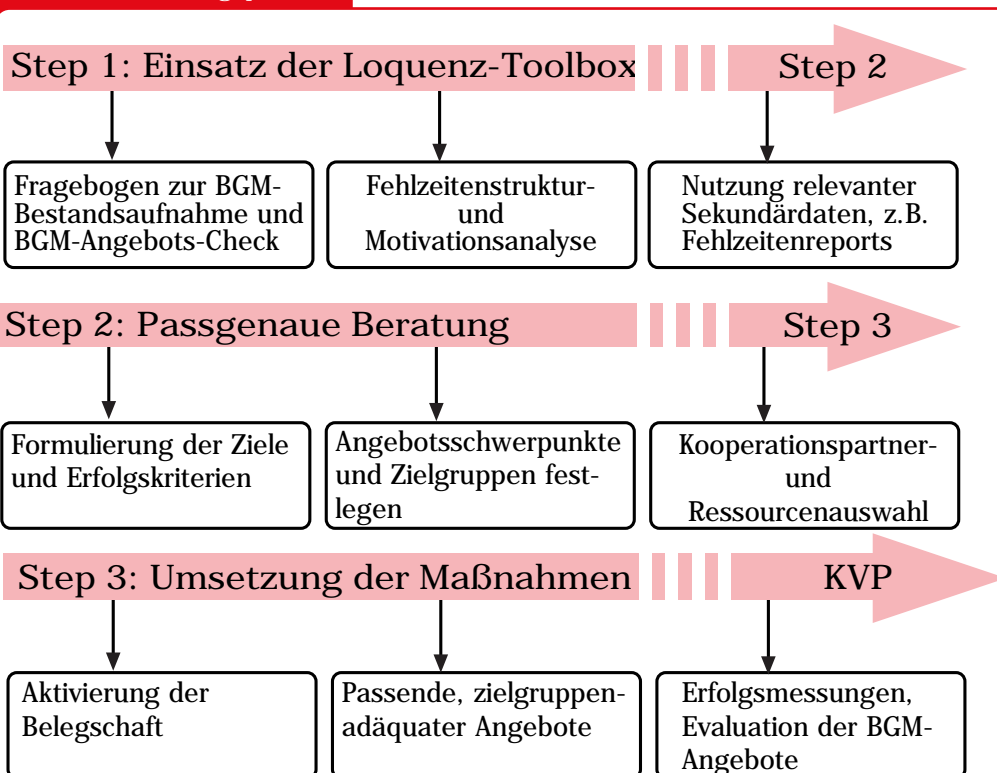 Step 1: Einsatz der Loquenz-Toolbox
Step 2
Fragebogen zur BGM-
Bestandsaufnahme und
BGM-Angebots-Check
Fehlzeitenstruktur-
und
Motivationsanalyse
Nutzung relevanter
Sekundärdaten, z.B.
Fehlzeitenreports
Step 2: Passgenaue Beratung
Step 3
Formulierung der Ziele
und Erfolgskriterien
Angebotsschwerpunkte
und Zielgruppen fest-
legen
Kooperationspartner-
und
Ressourcenauswahl
Step 3: Umsetzung der Maßnahmen
KVP
Aktivierung der
Belegschaft
Passende, zielgruppen-
adäquater Angebote
Erfolgsmessungen,
Evaluation der BGM-
Angebote